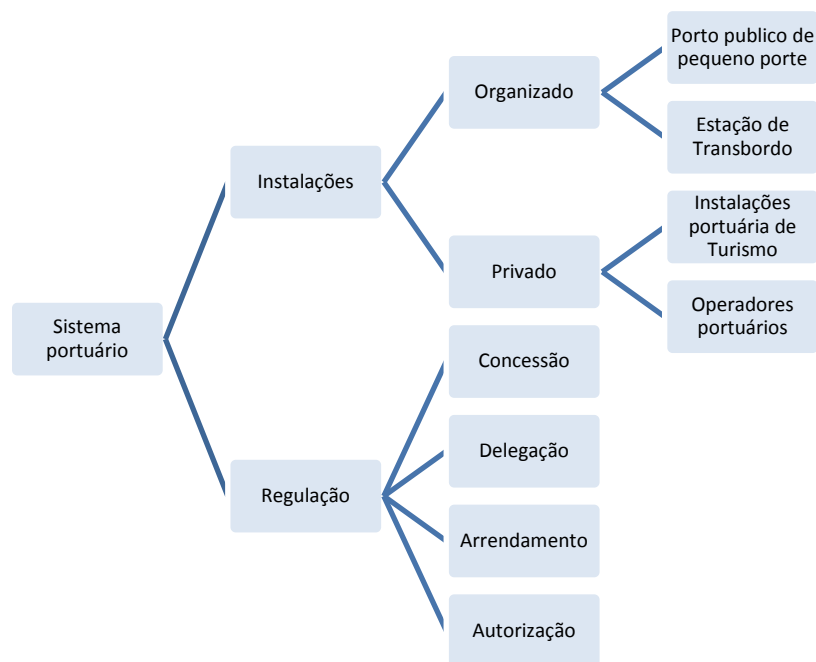 Porto publico de
pequeno porte
Organizado
Estação de
Transbordo
Instalações
Instalações
portuária de
Turismo
Privado
Operadores
portuários
Sistema
portuário
Concessão
Delegação
Regulação
Arrendamento
Autorização